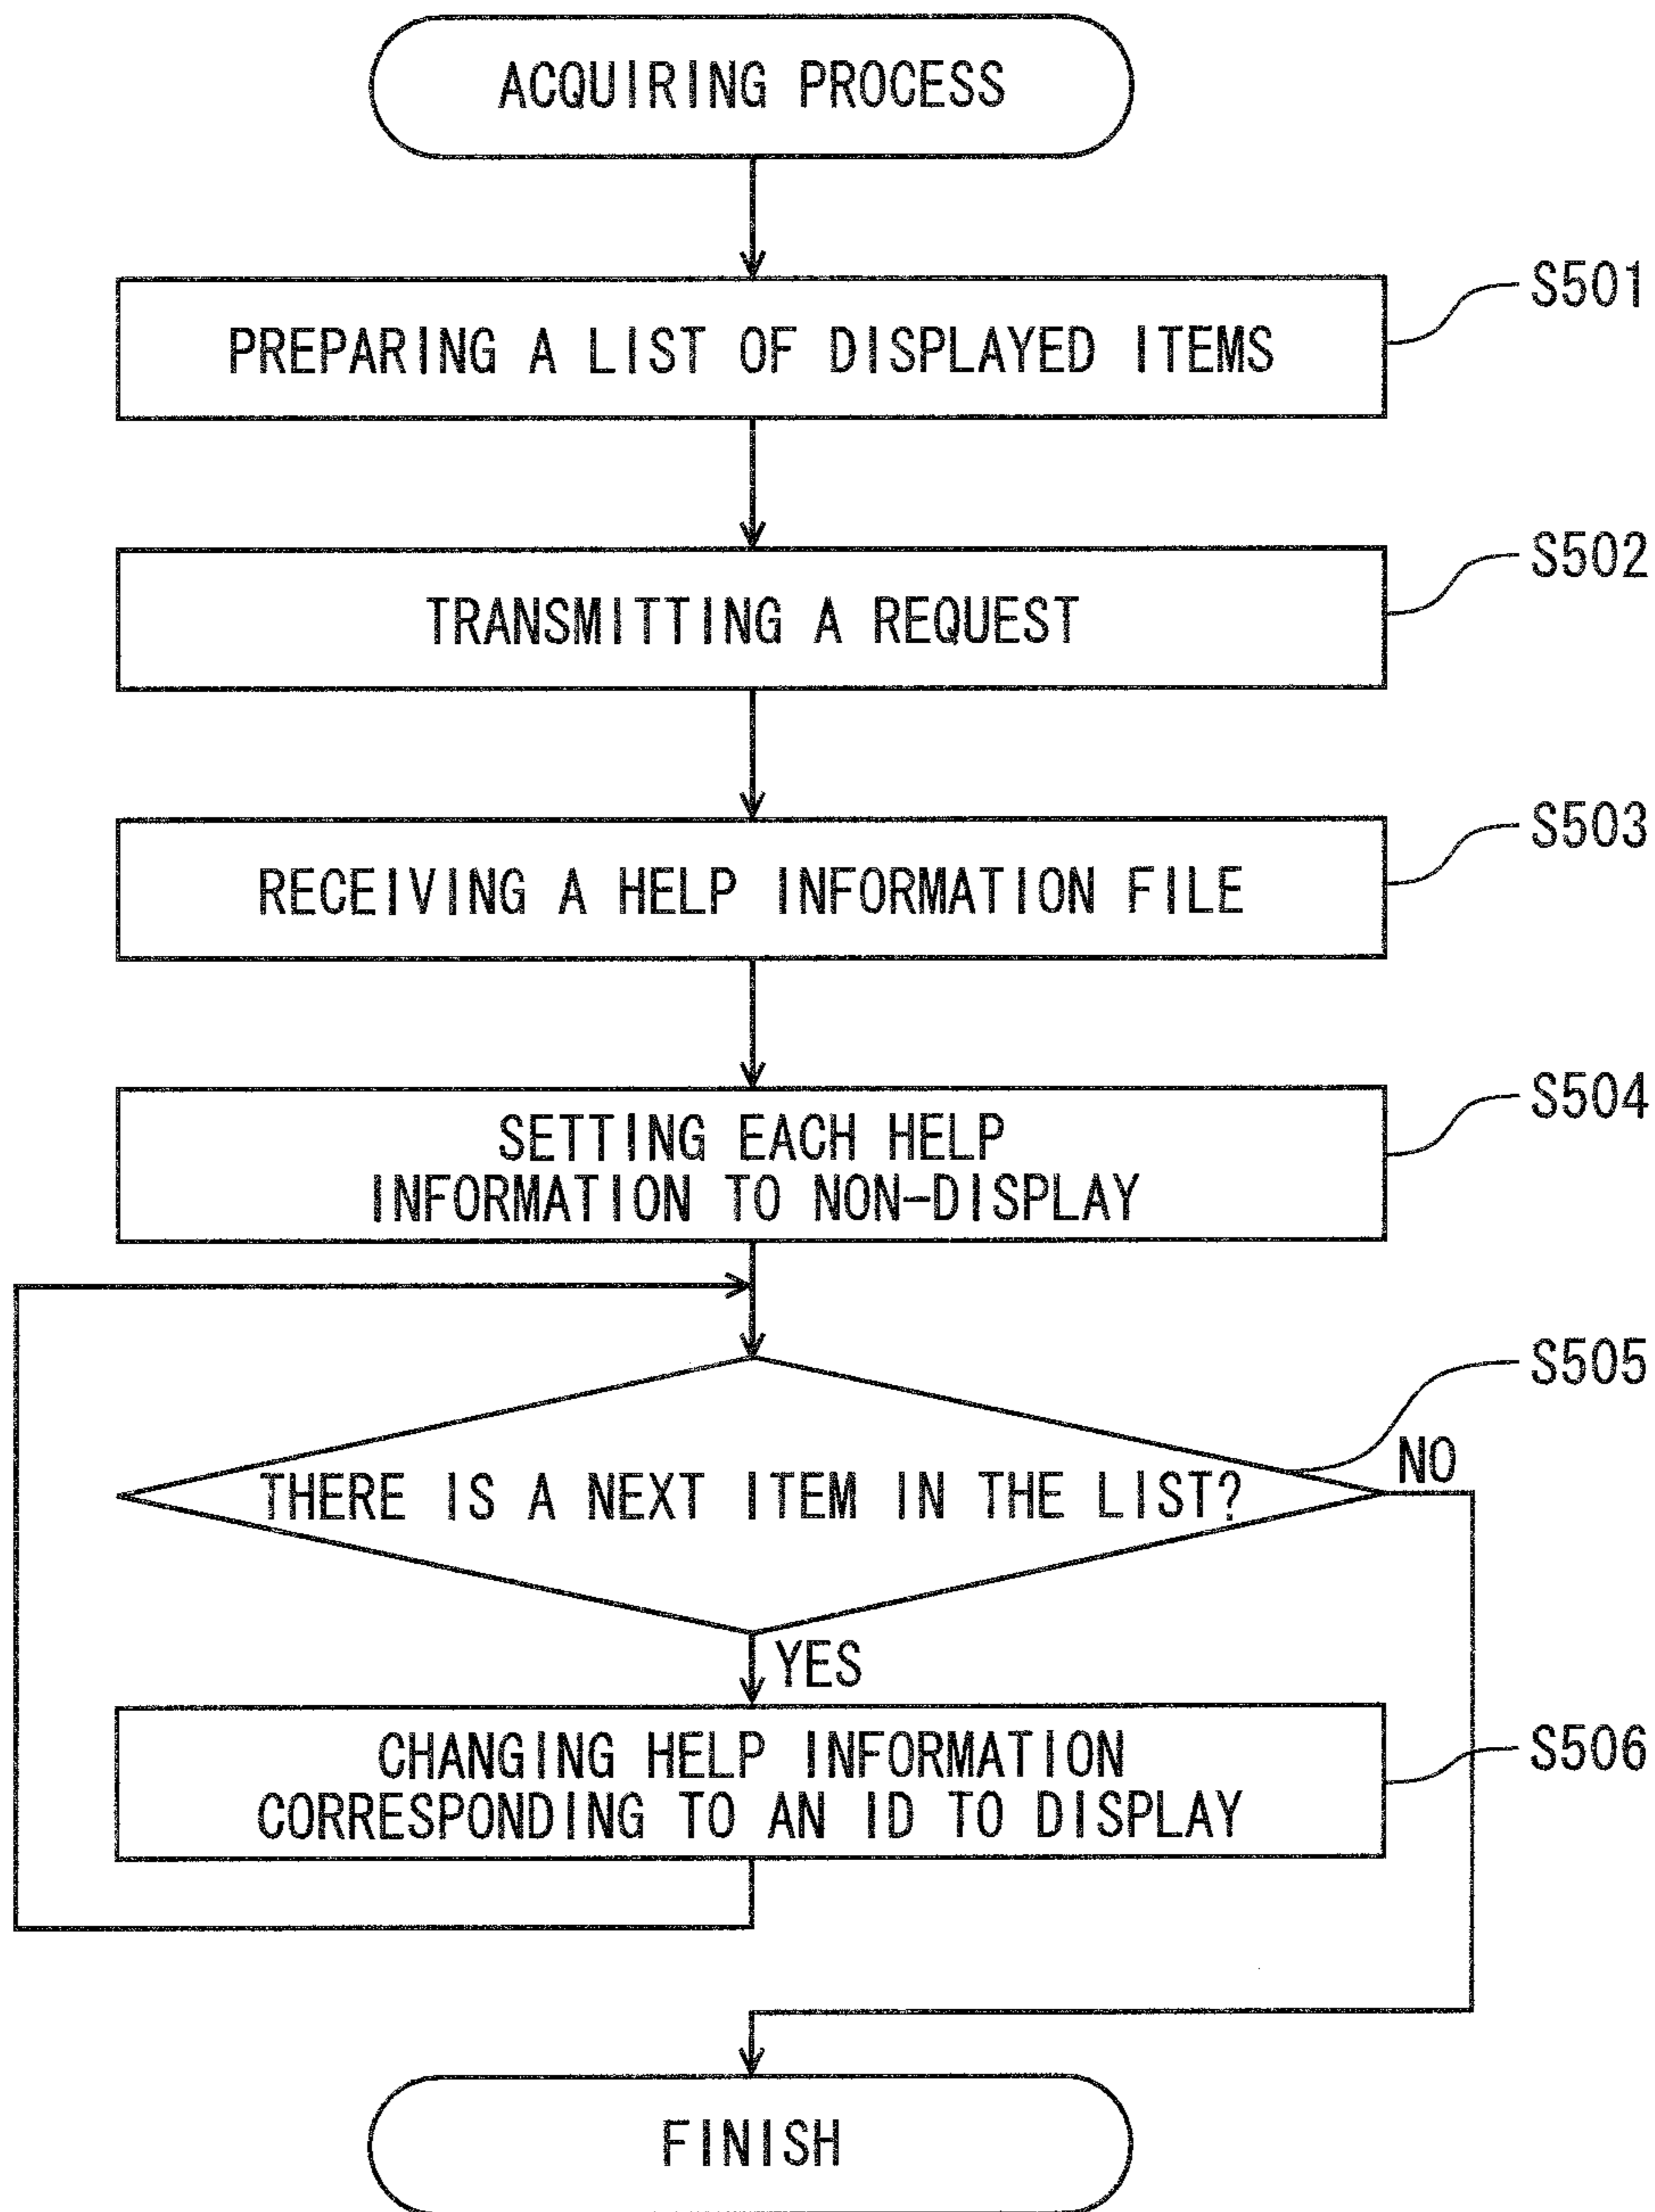 ACQUIRING PROCESS
S501
PREPARING A LIST OF DISPLAYED ITEMS
S502
TRANSMITTING A REQUEST
S503
RECEIVING A HELP INFORMATION FILE
S504
SETTING EACH HELP
INFORMATION TO NON-DISPLAY
S505
NO
THERE IS A NEXT ITEM IN THE LIST?
YES
S506
CHANGING HELP INFORMATION
CORRESPONDING TO AN ID TO DISPLAY
FINISH